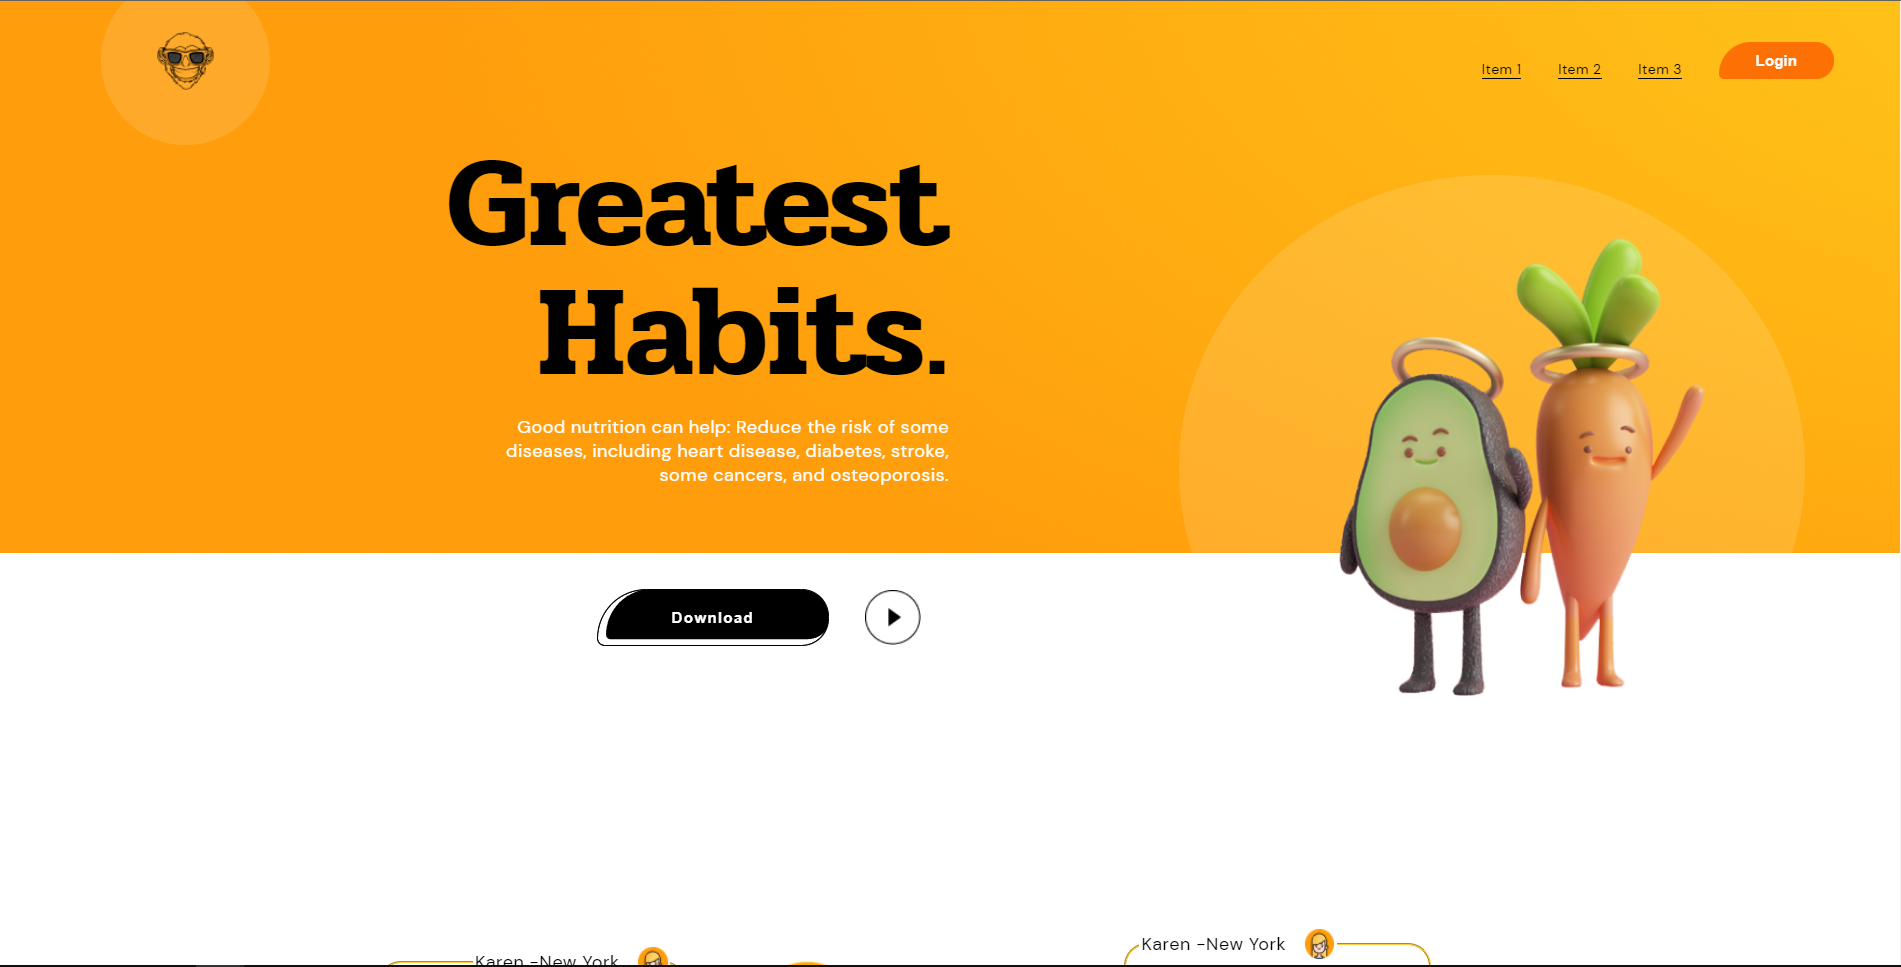 Item 1
Item 2
Item 3
Login
Greatest
Habits.
Good nutrition can help: Reduce the risk of some
diseases, including heart disease, diabetes, stroke,
some cancers, and osteoporosis.
Download
Karen -New York
Karen -New York